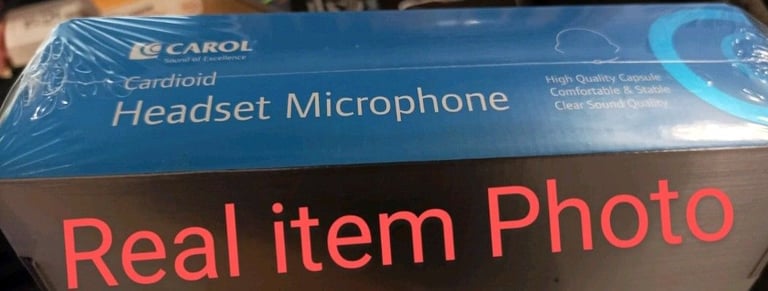 CAROL
Sound of Excellence
Cardioid
Headset Microphone
High Quality Capsule
Comfortable & Stable
Clear Sound Quality
Real item Photo